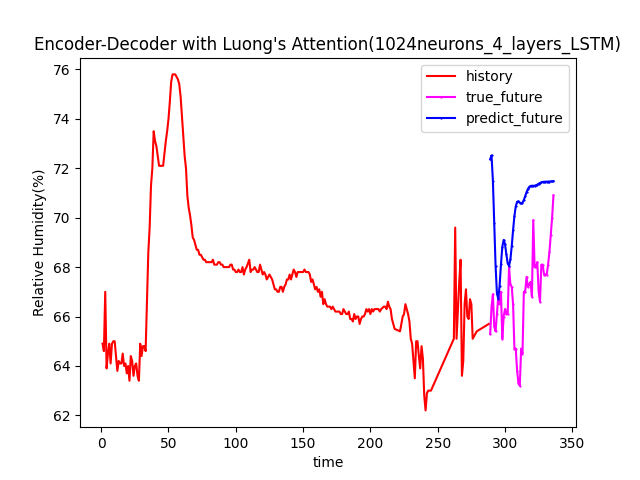 Encoder-Decoder with Luong's Attention(1024neurons_4_layers_LSTM)
history
true_future
predict_future
Relative Humidity(%)
76
74
72
70
68
66
64
62
0 50 100 150 200 250 300 350
time